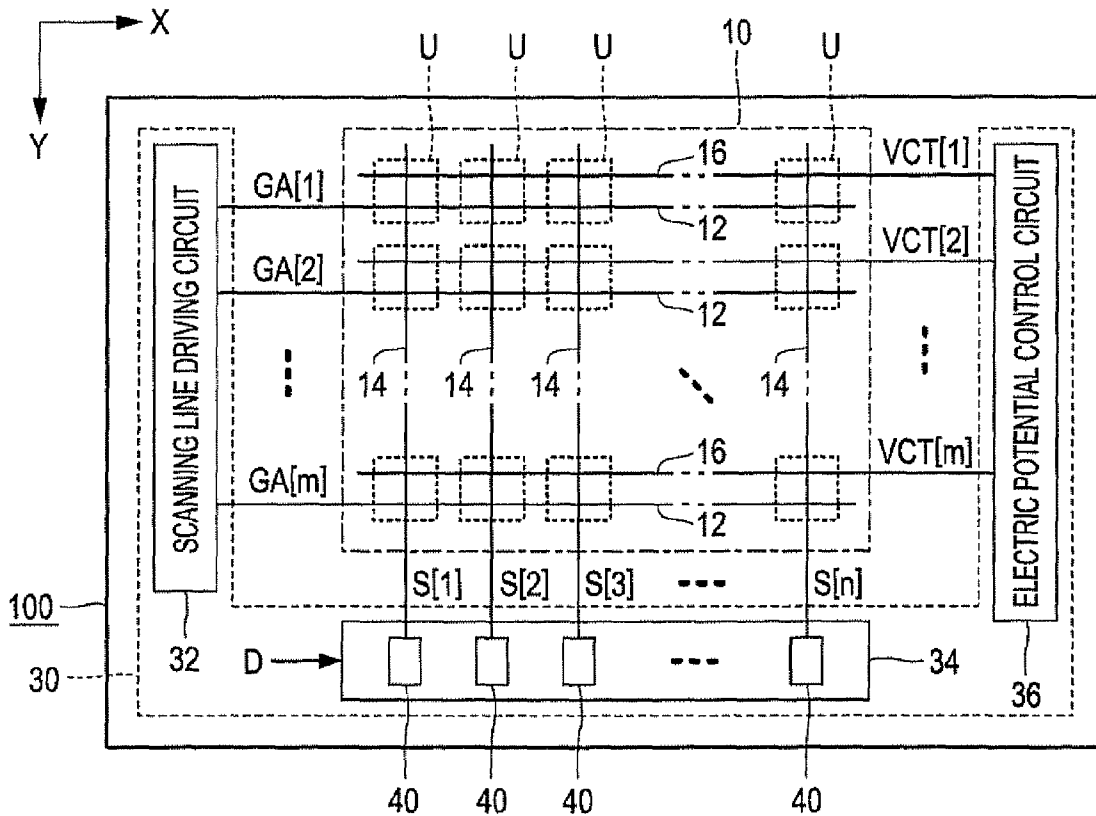 X
Y
U U U 10 U
16 VCT[1]
GA[1]
12
VCT[2]
GA[2]
12
14 14 14 14
16
VCT[m]
GA[m]
12
SCANNING LINE DRIVING CIRCUIT
ELECTRIC POTENTIAL CONTROL CIRCUIT
S[1] S[2] S[3] S[n]
100
32 D 34
30 36
40 40 40 40